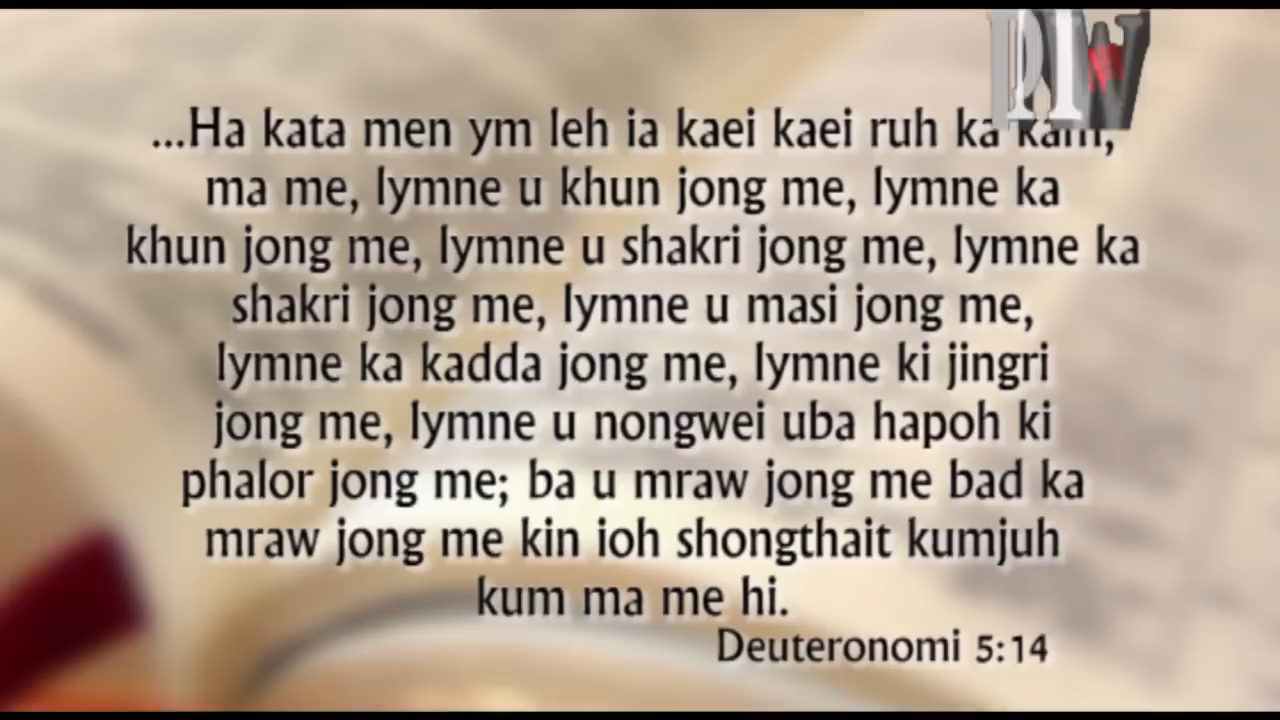 PNW
...Ha kata men ym leh ia kaei kaei ruh ka kam,
ma me, lymne u khun jong me, lymne ka
khun jong me, lymne u shakri jong me, lymne ka
shakri jong me, lymne u masi jong me,
lymne ka kadda jong me, lymne ki jingri
jong me, lymne u nongwei uba hapoh ki
phalor jong me; ba u mraw jong me bad ka
mraw jong me kin ioh shongthait kumjuh
kum ma me hi.
Deuteronomi 5:14